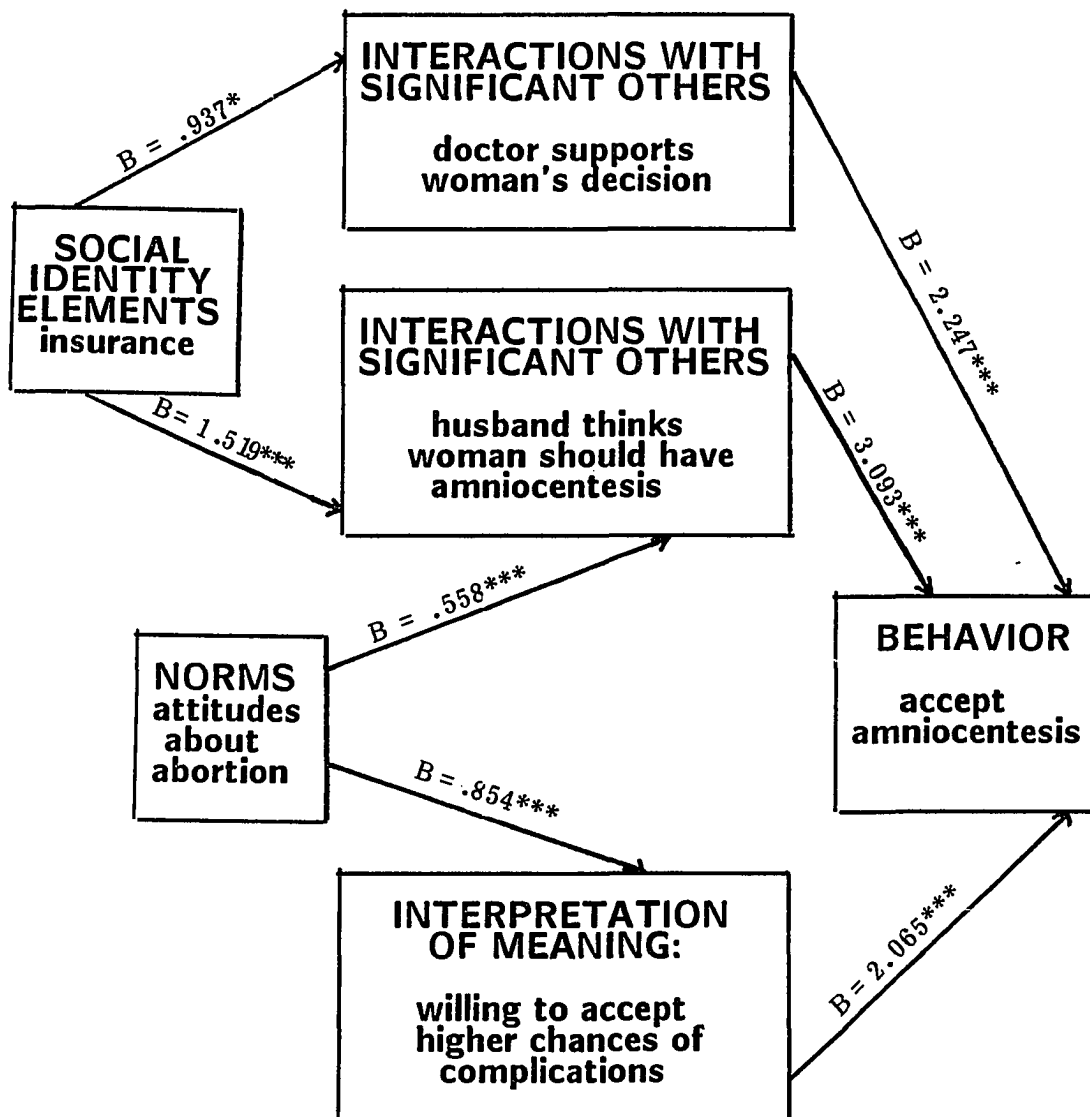 INTERACTIONS WITH
SIGNIFICANT OTHERS
doctor supports
woman's decision
B = .937*
SOCIAL
IDENTITY
ELEMENTS
insurance
B = 2.247***
INTERACTIONS WITH
SIGNIFICANT OTHERS
husband thinks
woman should have
amniocentesis
B = 1.519***
B = 3.093***
B = .558***
NORMS
attitudes
about
abortion
BEHAVIOR
accept
amniocentesis
B = .854***
INTERPRETATION
OF MEANING:
willing to accept
higher chances of
complications
B = 2.065***